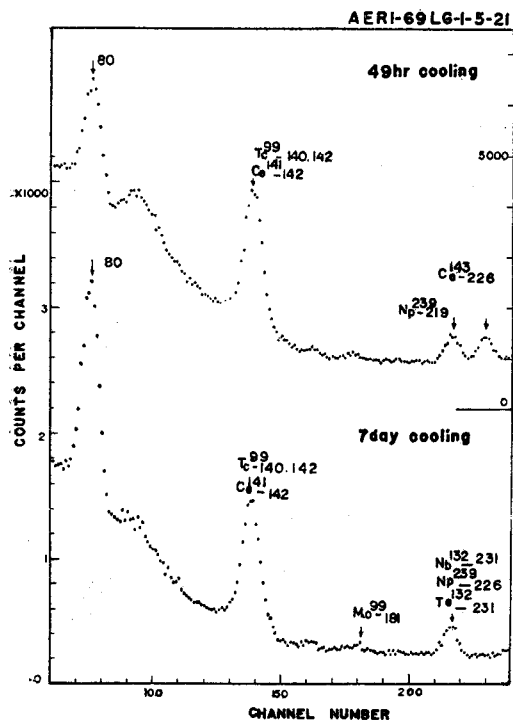 AERI-69LG-1-5-21
80
49hr cooling
Tc⁹⁹-140.142
Ce¹⁴¹-142
5000
X1000
Ce¹⁴³-226
Np²³⁹-219
80
3
0
7day cooling
2
Tc⁹⁹-140.142
Ce¹⁴¹-142
Nb¹³²-231
Np²³⁹-226
Te¹³²-231
1
Mo⁹⁹-181
0
100
150
200
COUNTS PER CHANNEL
CHANNEL NUMBER